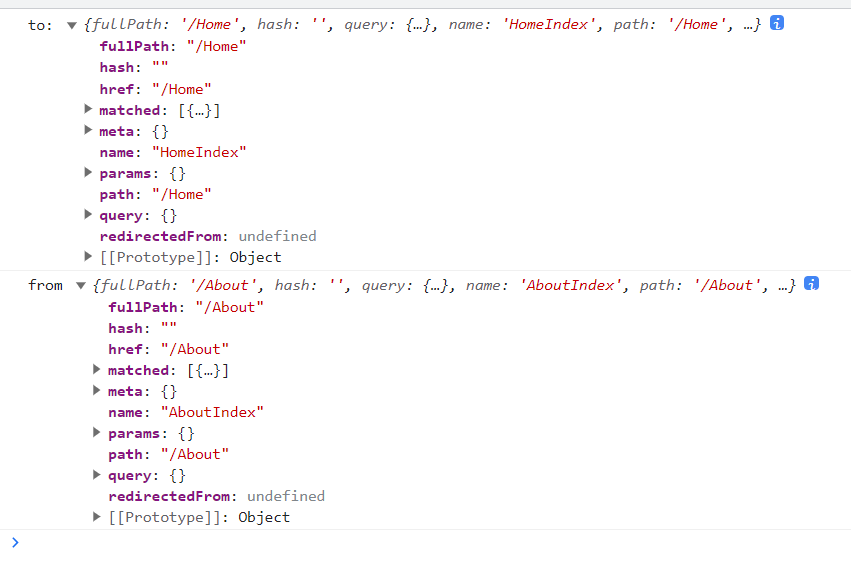 to: ▼ {fullPath: '/Home', hash: '', query: {…}, name: 'HomeIndex', path: '/Home', …} i
fullPath: "/Home"
hash: ""
href: "/Home"
▶ matched: [{…}]
▶ meta: {}
name: "HomeIndex"
▶ params: {}
path: "/Home"
▶ query: {}
redirectedFrom: undefined
▶ [[Prototype]]: Object
from ▼ {fullPath: '/About', hash: '', query: {…}, name: 'AboutIndex', path: '/About', …} i
fullPath: "/About"
hash: ""
href: "/About"
▶ matched: [{…}]
▶ meta: {}
name: "AboutIndex"
▶ params: {}
path: "/About"
▶ query: {}
redirectedFrom: undefined
▶ [[Prototype]]: Object
>